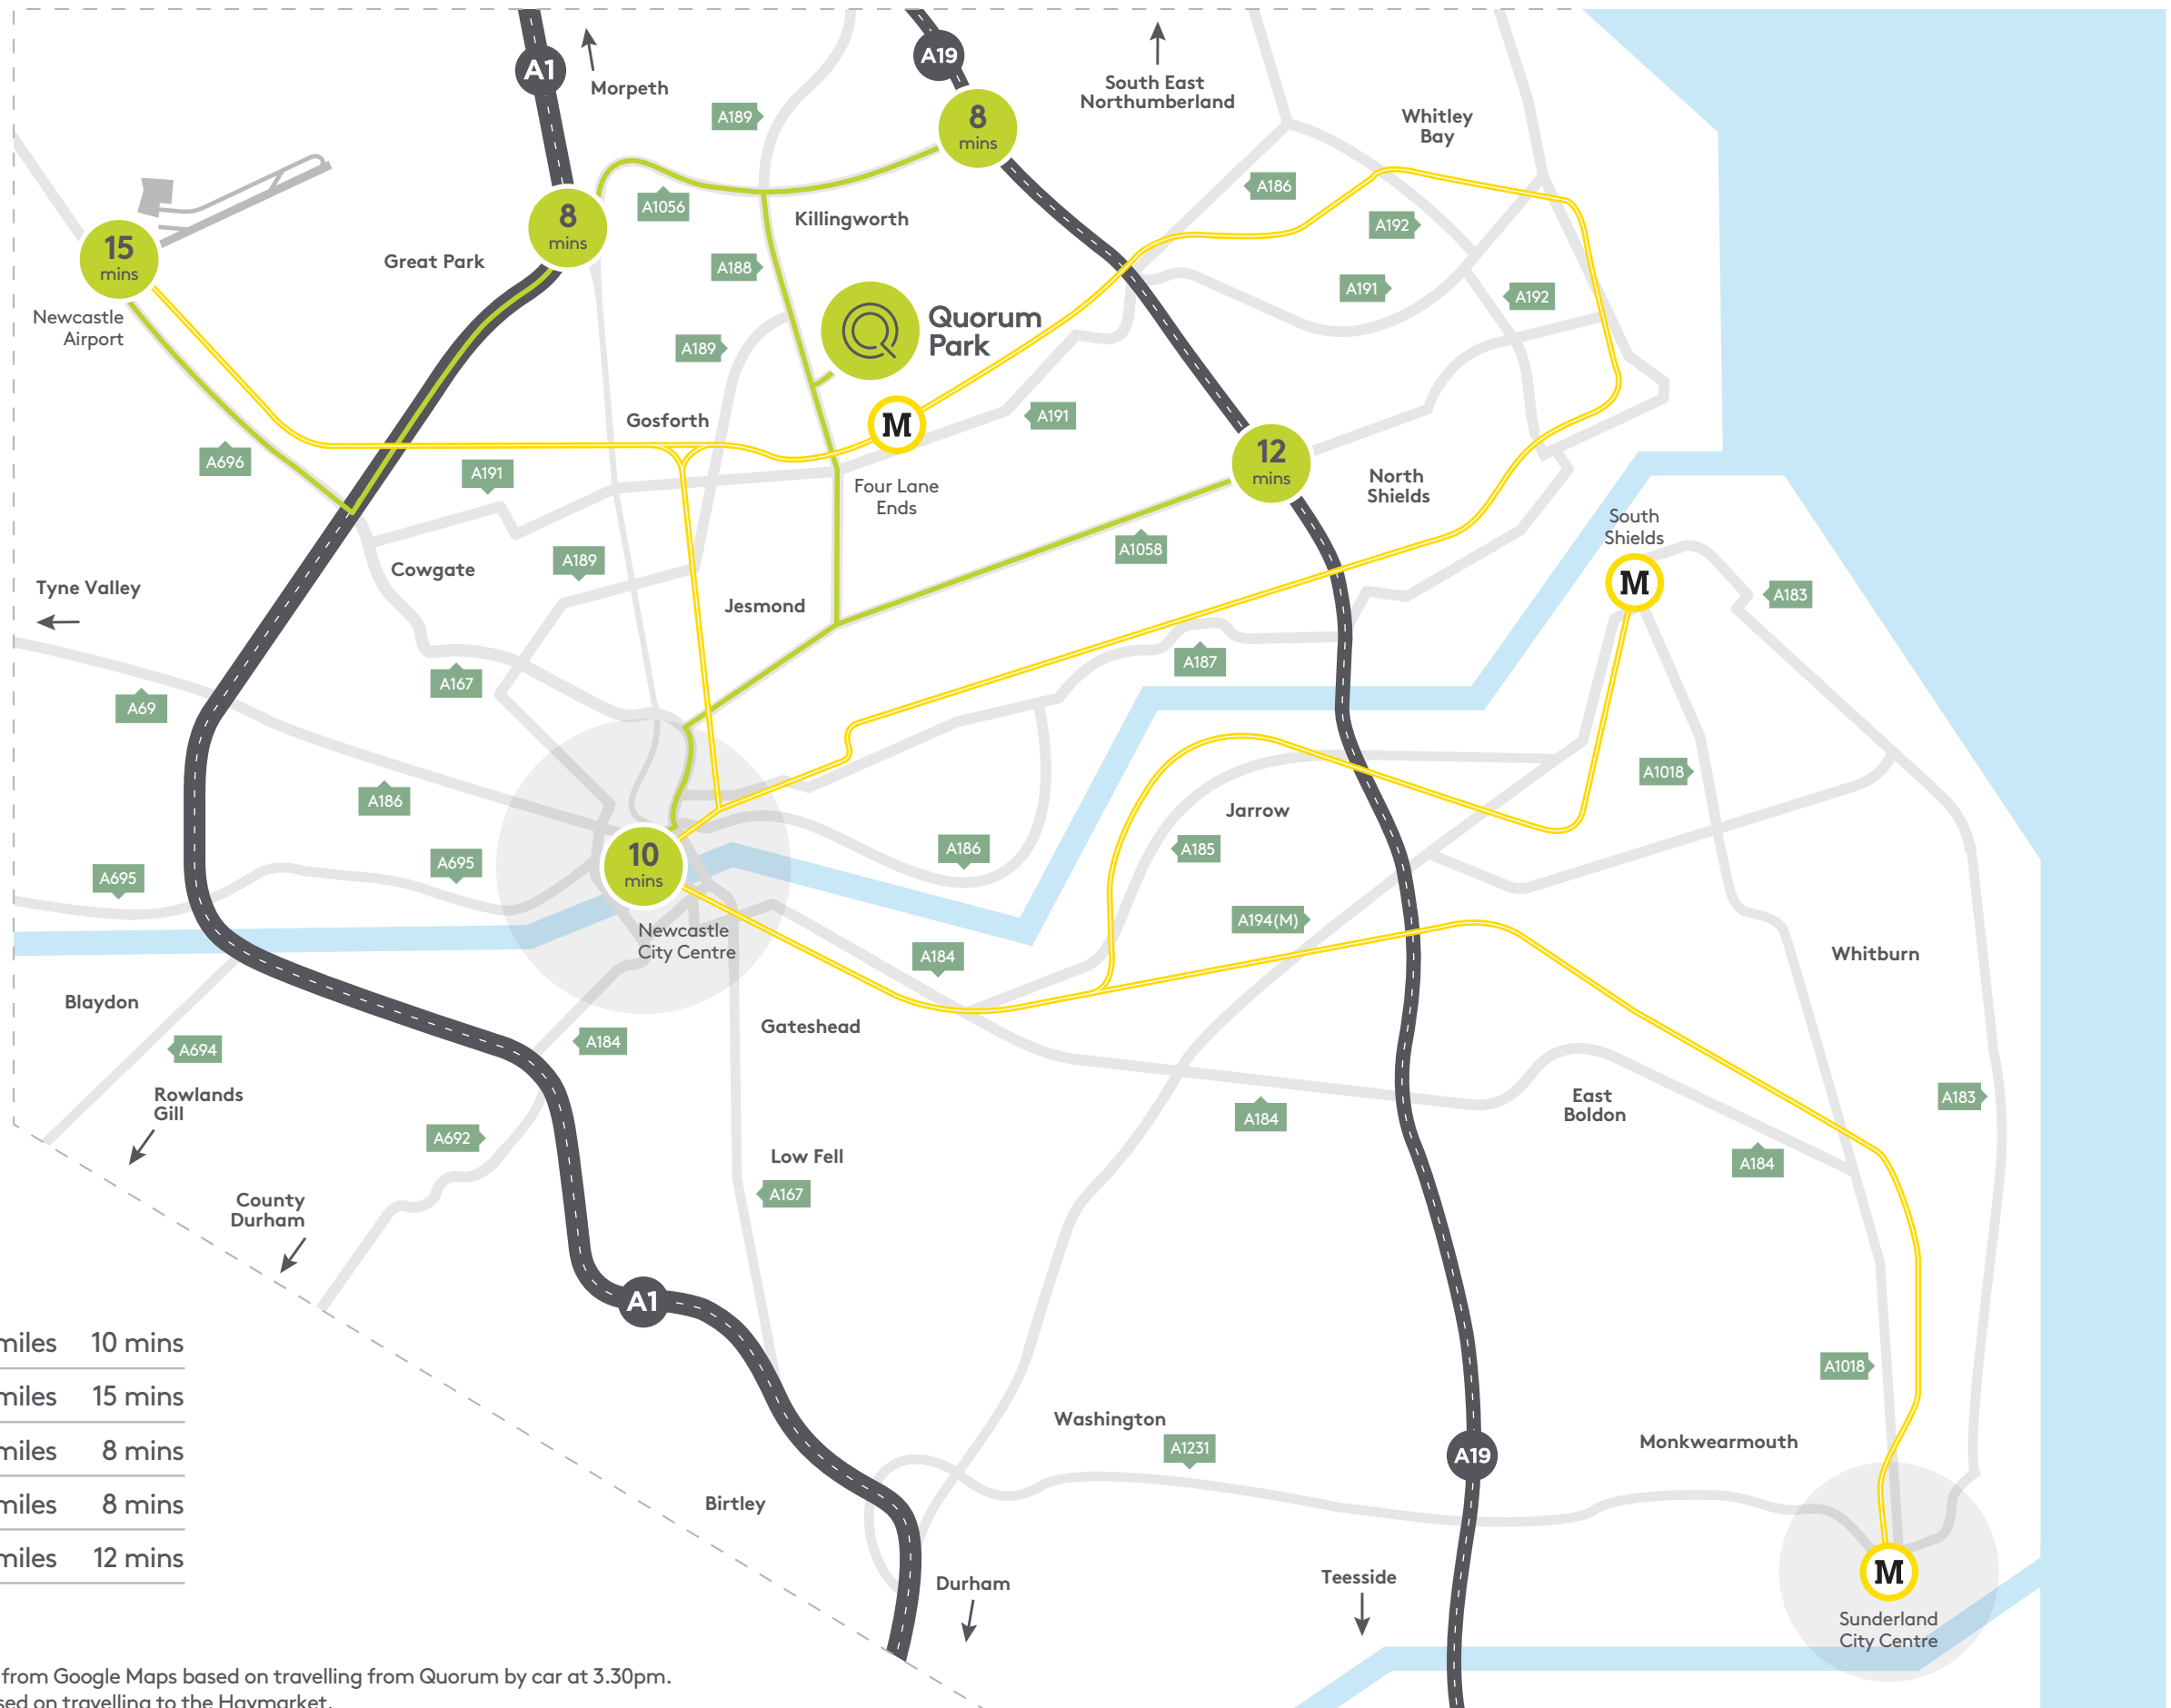 A1
Morpeth
A19
South East
Northumberland
A189
8
mins
Whitley
Bay
8
mins
A1056
Killingworth
A186
A192
15
mins
Great Park
A188
A191
A192
Newcastle
Airport
Quorum
Park
A189
Gosforth
M
A191
A696
A191
12
mins
Four Lane
Ends
North
Shields
South
Shields
M
A1058
A189
Cowgate
Tyne Valley
Jesmond
A183
A167
A187
A69
A1018
A186
Jarrow
A695
A695
10
mins
A186
A185
A194(M)
Newcastle
City Centre
A184
Whitburn
Blaydon
Gateshead
A694
A184
Rowlands
Gill
East
Boldon
A183
A184
A692
Low Fell
A184
A167
County
Durham
A1
miles 10 mins
A1018
miles 15 mins
Washington
A1231
Monkwearmouth
miles 8 mins
A19
miles 8 mins
Birtley
miles 12 mins
Durham
Teesside
M
Sunderland
City Centre
from Google Maps based on travelling from Quorum by car at 3.30pm.
sed on travelling to the Haymarket.